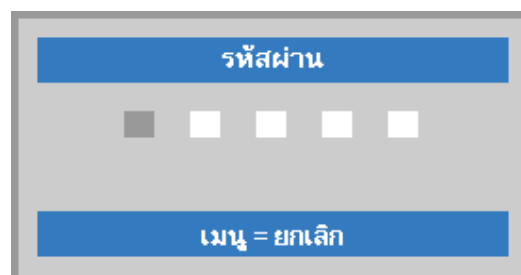 รหัสผ่าน
เมนู = ยกเลิก